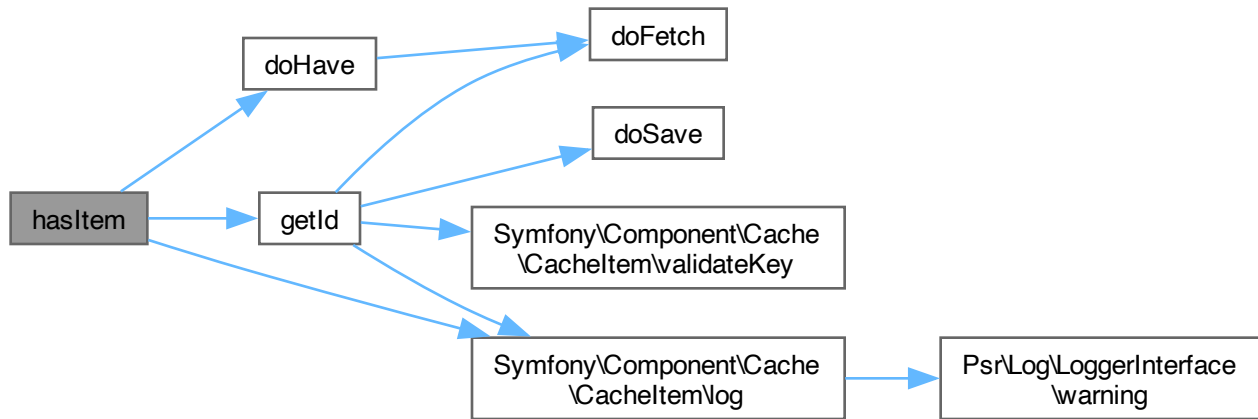 doFetch
doHave
doSave
hasItem
getId
Symfony\Component\Cache
\CacheItem\validateKey
Symfony\Component\Cache
\CacheItem\log
Psr\Log\LoggerInterface
\warning